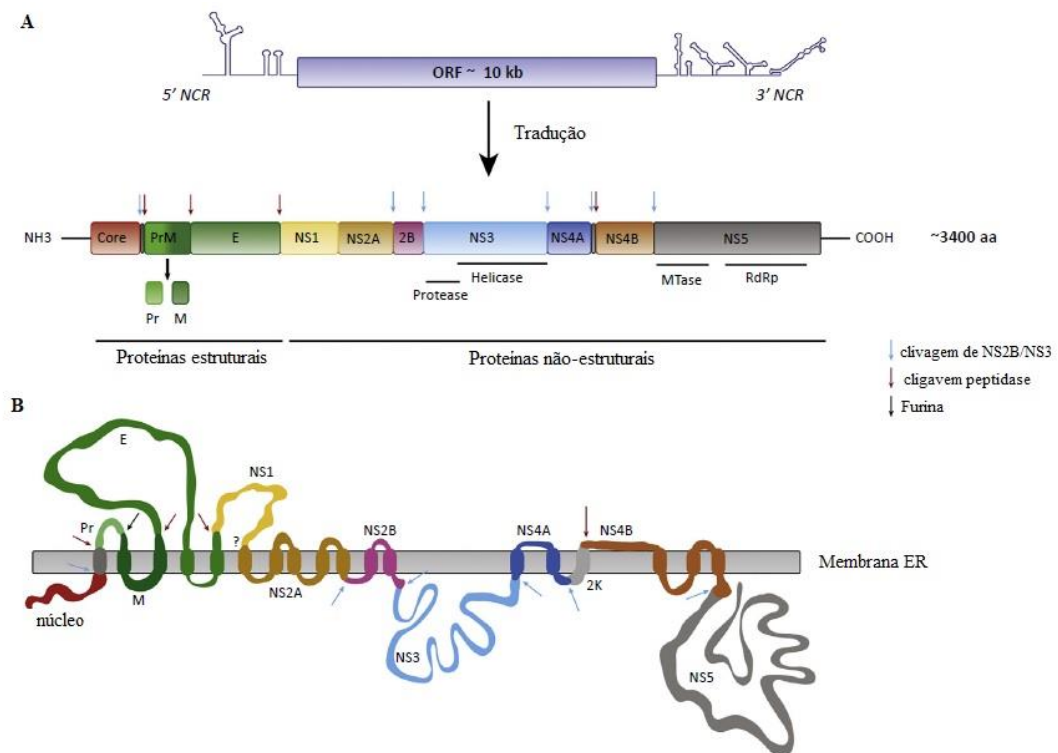 A
ORF ~ 10 kb
5' NCR
3' NCR
Tradução
NH3
Core
PrM
E
NS1
NS2A
2B
NS3
NS4A
NS4B
NS5
COOH
~3400 aa
Protease
Helicase
MTase
RdRp
Pr
M
Proteínas estruturais
Proteínas não-estruturais
clivagem de NS2B/NS3
cligavem peptidase
Furina
B
E
NS1
Pr
?
NS2B
NS4A
NS4B
Membrana ER
M
NS2A
2K
núcleo
NS3
NS5